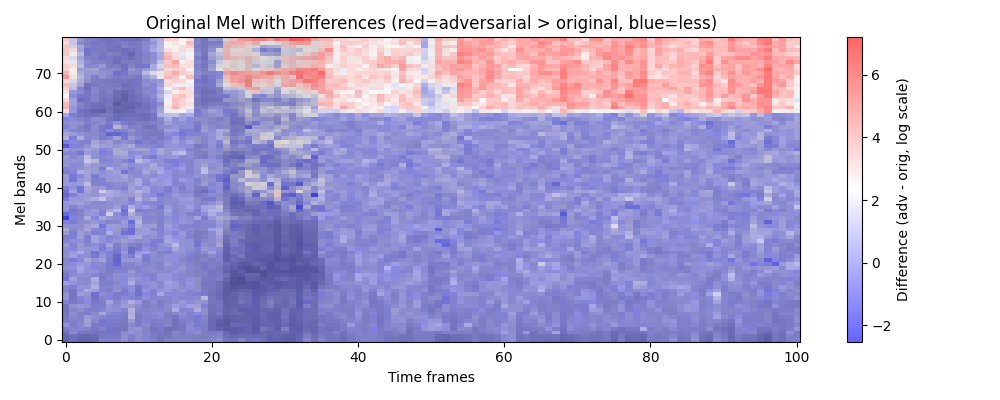 Original Mel with Differences (red=adversarial > original, blue=less)
Mel bands
70
60
50
40
30
20
10
0
0 20 40 60 80 100
Time frames
6
4
2
0
−2
Difference (adv - orig, log scale)